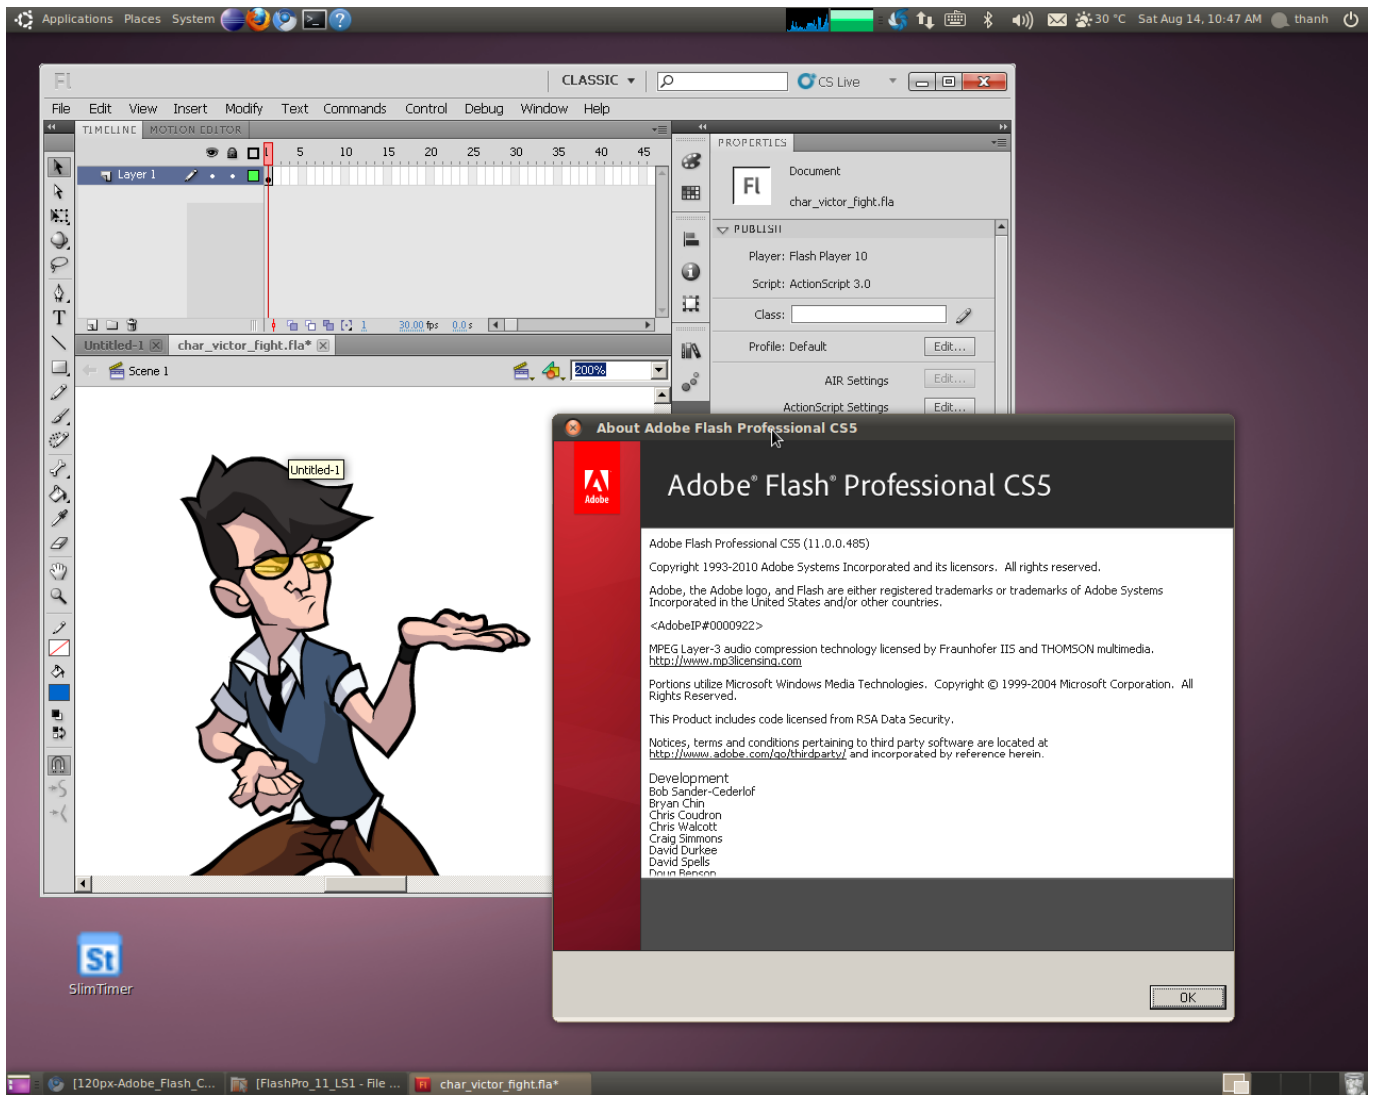 Applications Places System
30 °C Sat Aug 14, 10:47 AM thanh
Fl CLASSIC CS Live
File Edit View Insert Modify Text Commands Control Debug Window Help
TIMELINE MOTION EDITOR
1 5 10 15 20 25 30 35 40 45
Layer 1
1 30.00 fps 0.0 s
Untitled-1 char_victor_fight.fla*
Scene 1
200%
Untitled-1
T
PROPERTIES
Fl
Document
char_victor_fight.fla
PUBLISH
Player: Flash Player 10
Script: ActionScript 3.0
Class:
Profile: Default Edit...
AIR Settings Edit...
ActionScript Settings Edit...
About Adobe Flash Professional CS5
Adobe
Adobe® Flash® Professional CS5
Adobe Flash Professional CS5 (11.0.0.485)
Copyright 1993-2010 Adobe Systems Incorporated and its licensors. All rights reserved.
Adobe, the Adobe logo, and Flash are either registered trademarks or trademarks of Adobe Systems
Incorporated in the United States and/or other countries.
<AdobeIP#0000922>
MPEG Layer-3 audio compression technology licensed by Fraunhofer IIS and THOMSON multimedia.
http://www.mp3licensing.com
Portions utilize Microsoft Windows Media Technologies. Copyright © 1999-2004 Microsoft Corporation. All
Rights Reserved.
This Product includes code licensed from RSA Data Security.
Notices, terms and conditions pertaining to third party software are located at
http://www.adobe.com/go/thirdparty/ and incorporated by reference herein.
Development
Bob Sander-Cederlof
Bryan Chin
Chris Coudron
Chris Walcott
Craig Simmons
David Durkee
David Spells
Doug Benson
OK
St
SlimTimer
[120px-Adobe_Flash_C...
[FlashPro_11_LS1 - File ...
Fl char_victor_fight.fla*